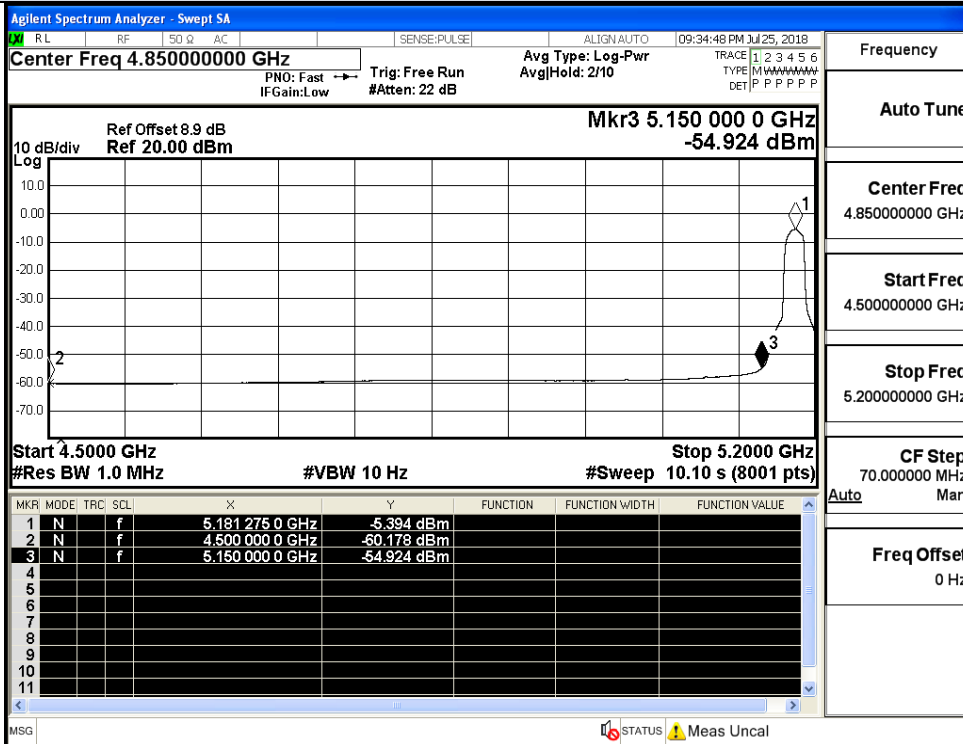 Agilent Spectrum Analyzer - Swept SA
LXI RL RF 50 Ω AC SENSE:PULSE ALIGN AUTO 09:34:48 PM Jul 25, 2018
Center Freq 4.850000000 GHz
PNO: Fast
IFGain:Low
Trig: Free Run
#Atten: 22 dB
Avg Type: Log-Pwr
Avg|Hold: 2/10
TRACE 1 2 3 4 5 6
TYPE M WWWWW
DET P P P P P P
Mkr3 5.150 000 0 GHz
-54.924 dBm
Ref Offset 8.9 dB
10 dB/div Ref 20.00 dBm
Log
10.0
0.00
-10.0
-20.0
-30.0
-40.0
-50.0
-60.0
-70.0
1
2
3
Start 4.5000 GHz Stop 5.2000 GHz
#Res BW 1.0 MHz #VBW 10 Hz #Sweep 10.10 s (8001 pts)
MKR MODE TRC SCL X Y FUNCTION FUNCTION WIDTH FUNCTION VALUE
1 N f 5.181 275 0 GHz -5.394 dBm
2 N f 4.500 000 0 GHz -60.178 dBm
3 N f 5.150 000 0 GHz -54.924 dBm
4
5
6
7
8
9
10
11
MSG STATUS Meas Uncal
Frequency
Auto Tune
Center Freq
4.850000000 GHz
Start Freq
4.500000000 GHz
Stop Freq
5.200000000 GHz
CF Step
70.000000 MHz
Auto Man
Freq Offset
0 Hz